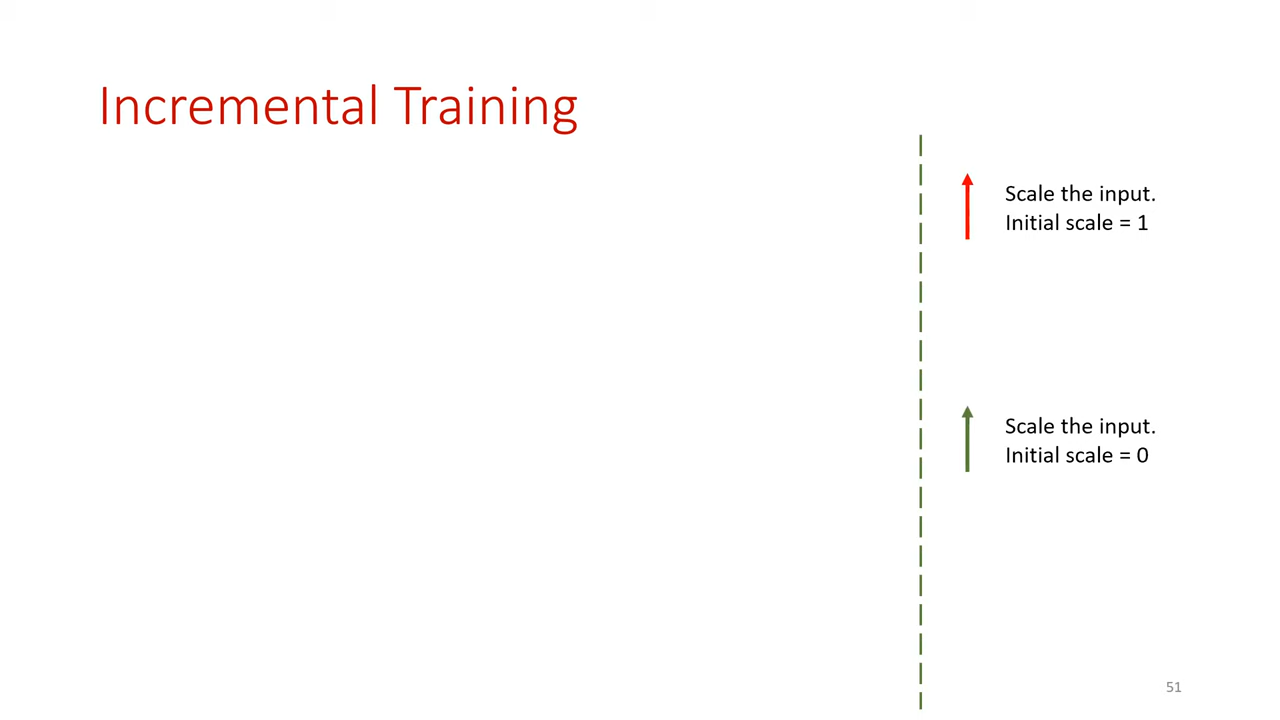 Incremental Training
Scale the input.
Initial scale = 1
Scale the input.
Initial scale = 0
51